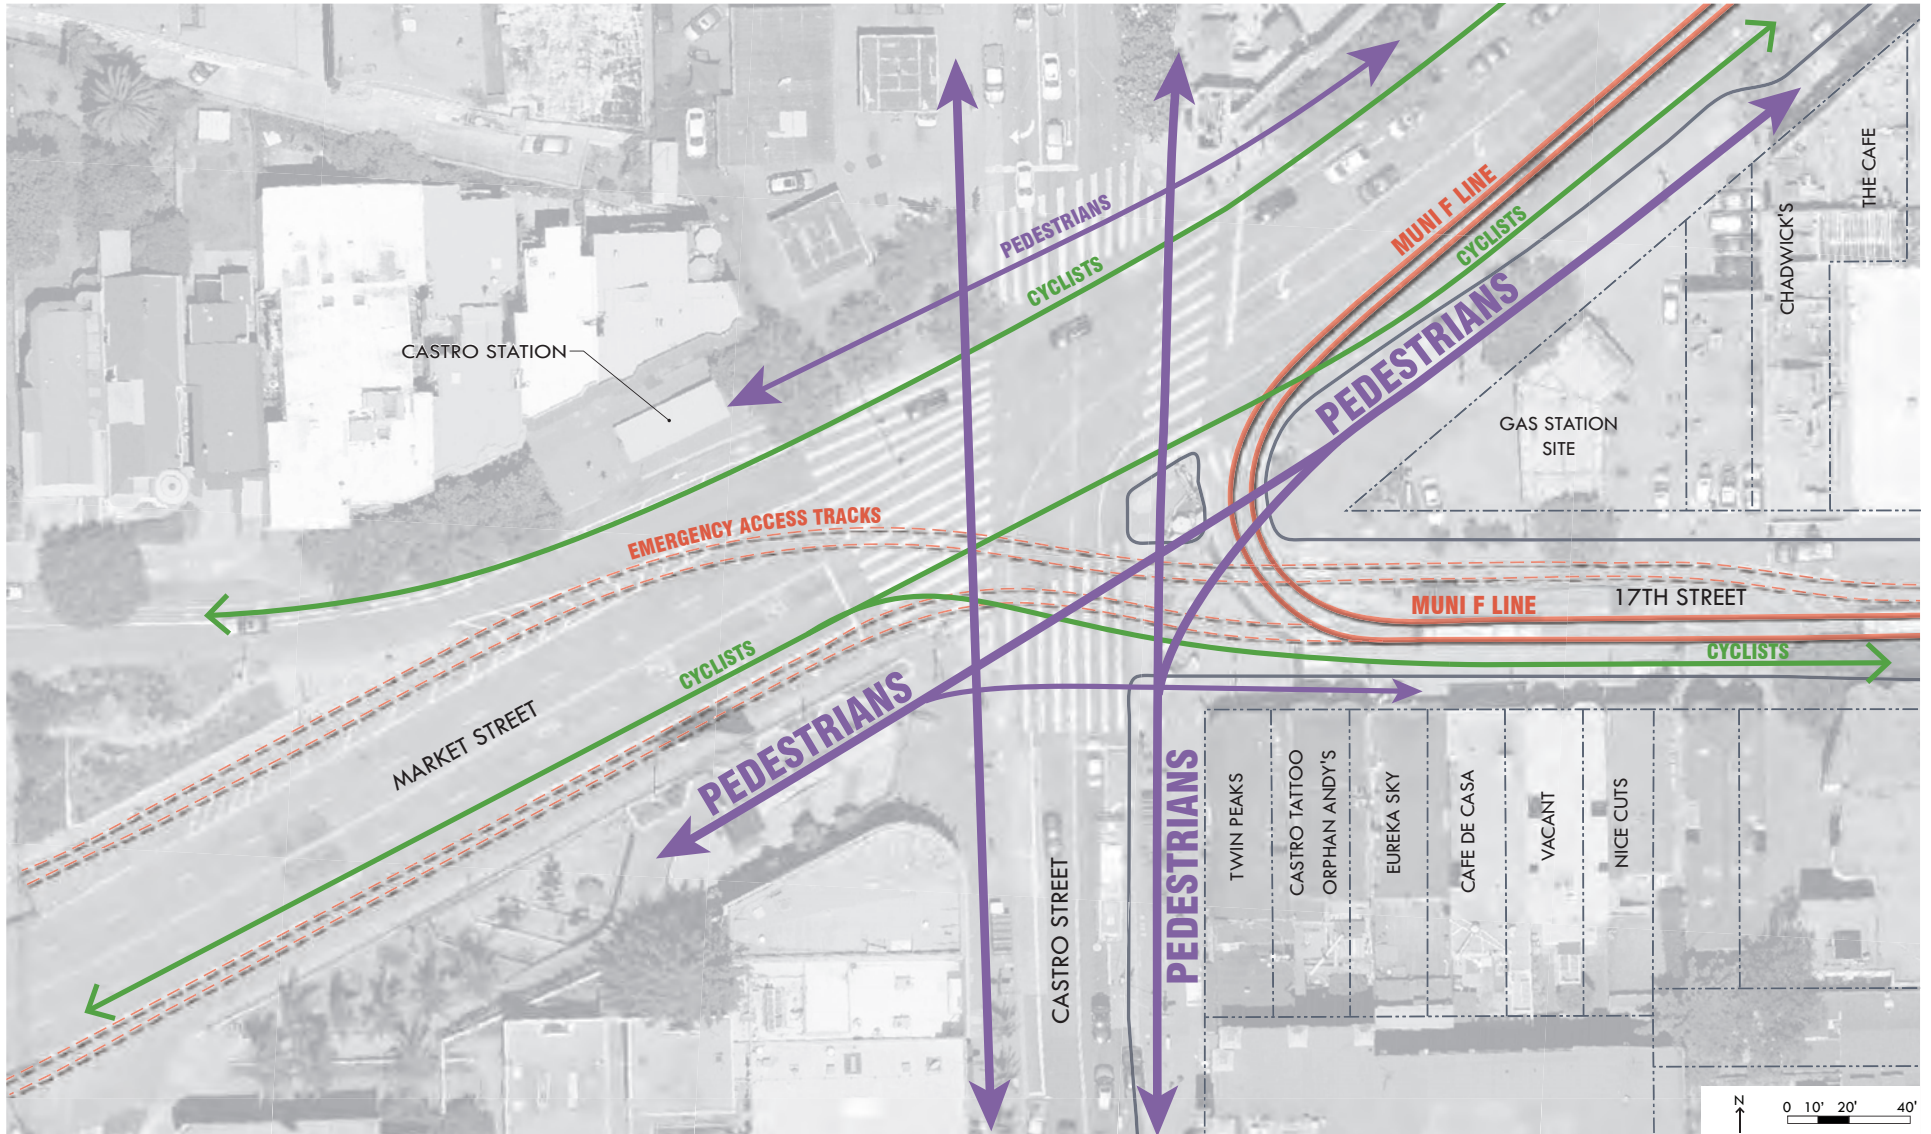 THE CAFE
CHADWICK'S
MUNI F LINE
CYCLISTS
PEDESTRIANS
CYCLISTS
PEDESTRIANS
CASTRO STATION
GAS STATION
SITE
EMERGENCY ACCESS TRACKS
MUNI F LINE
17TH STREET
CYCLISTS
CYCLISTS
MARKET STREET
PEDESTRIANS
PEDESTRIANS
CASTRO STREET
TWIN PEAKS
CASTRO TATTOO
ORPHAN ANDY'S
EUREKA SKY
CAFE DE CASA
VACANT
NICE CUTS
N
0 10' 20' 40'